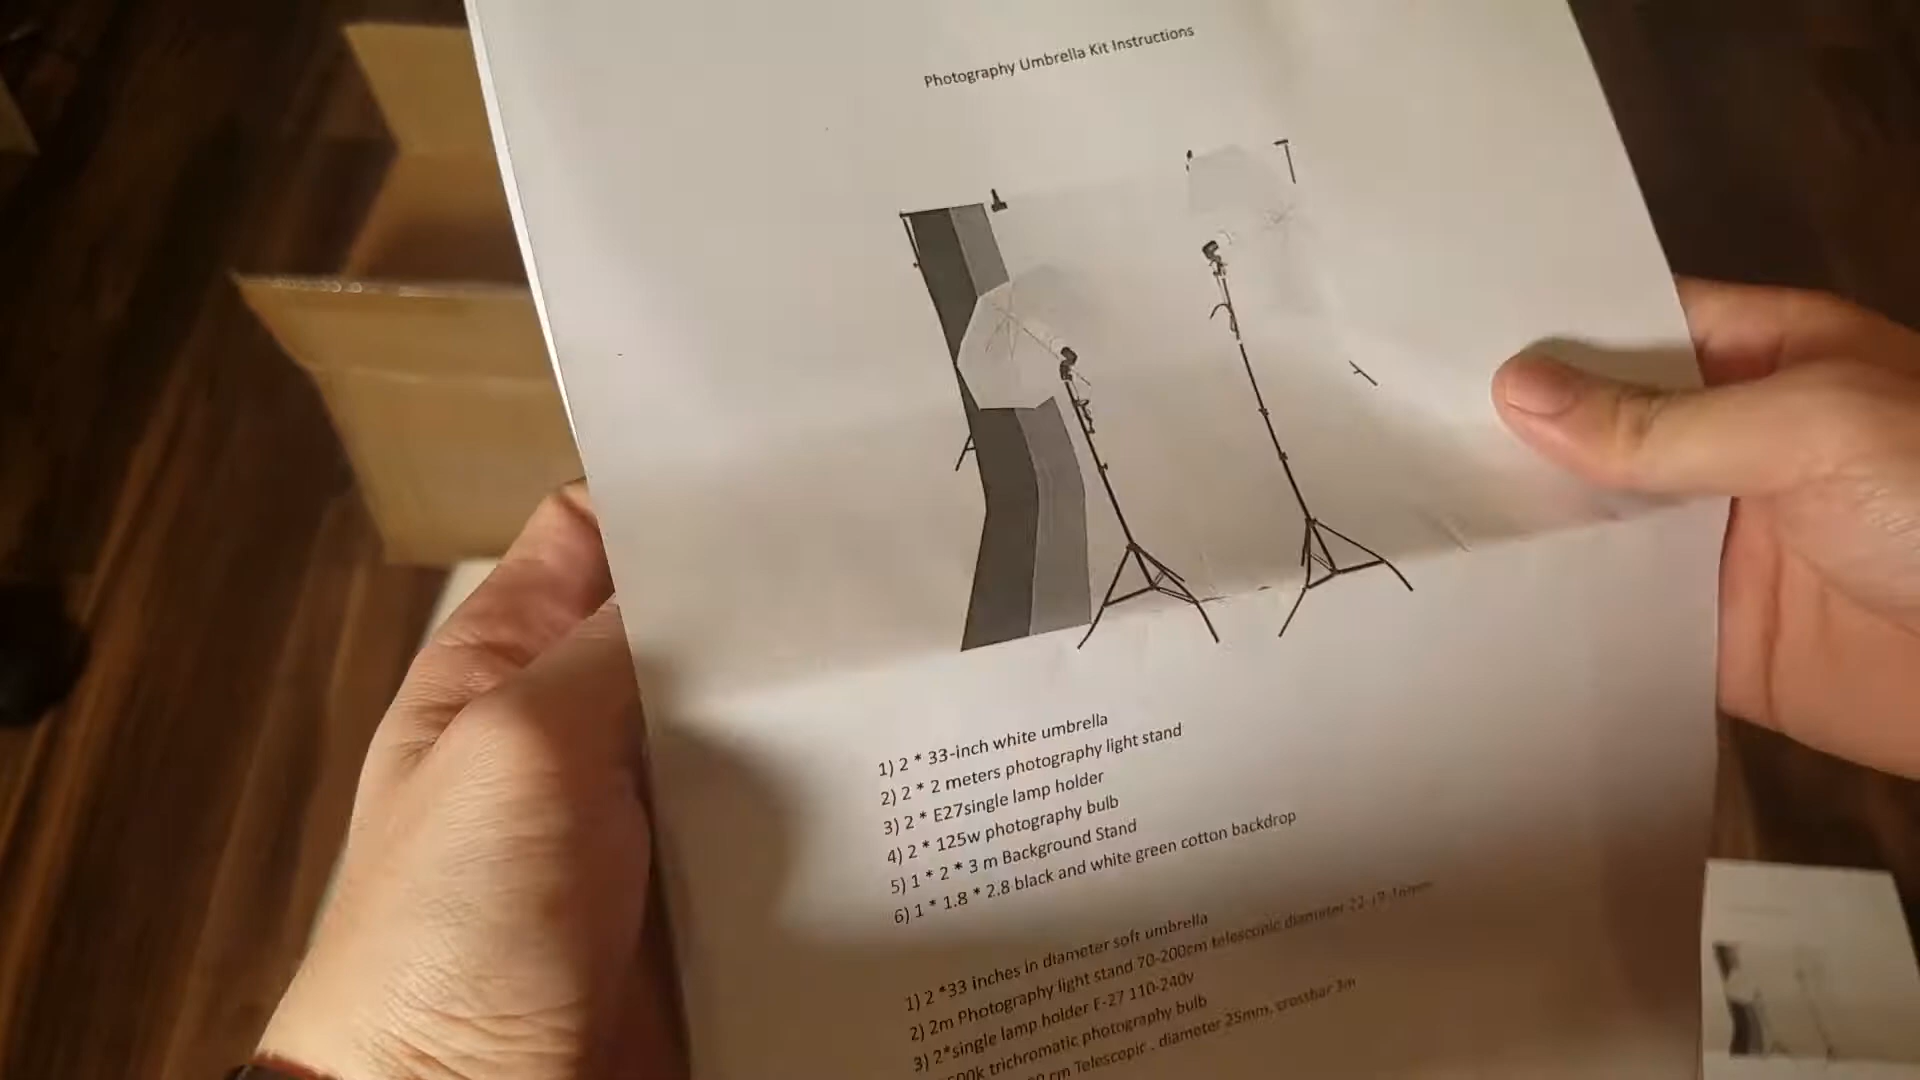 Photography Umbrella Kit Instructions
1) 2 * 33-inch white umbrella
2) 2 * 2 meters photography light stand
3) 2 * E27single lamp holder
4) 2 * 125w photography bulb
5) 1 * 2 * 3 m Background Stand
6) 1 * 1.8 * 2.8 black and white green cotton backdrop
1) 2 *33 inches in diameter soft umbrella
2) 2m Photography light stand 70-200cm telescopic diameter
3) 2*single lamp holder E-27 110-240v
trichromatic photography bulb
cm Telescopic . diameter 25mm, crossbar 3m